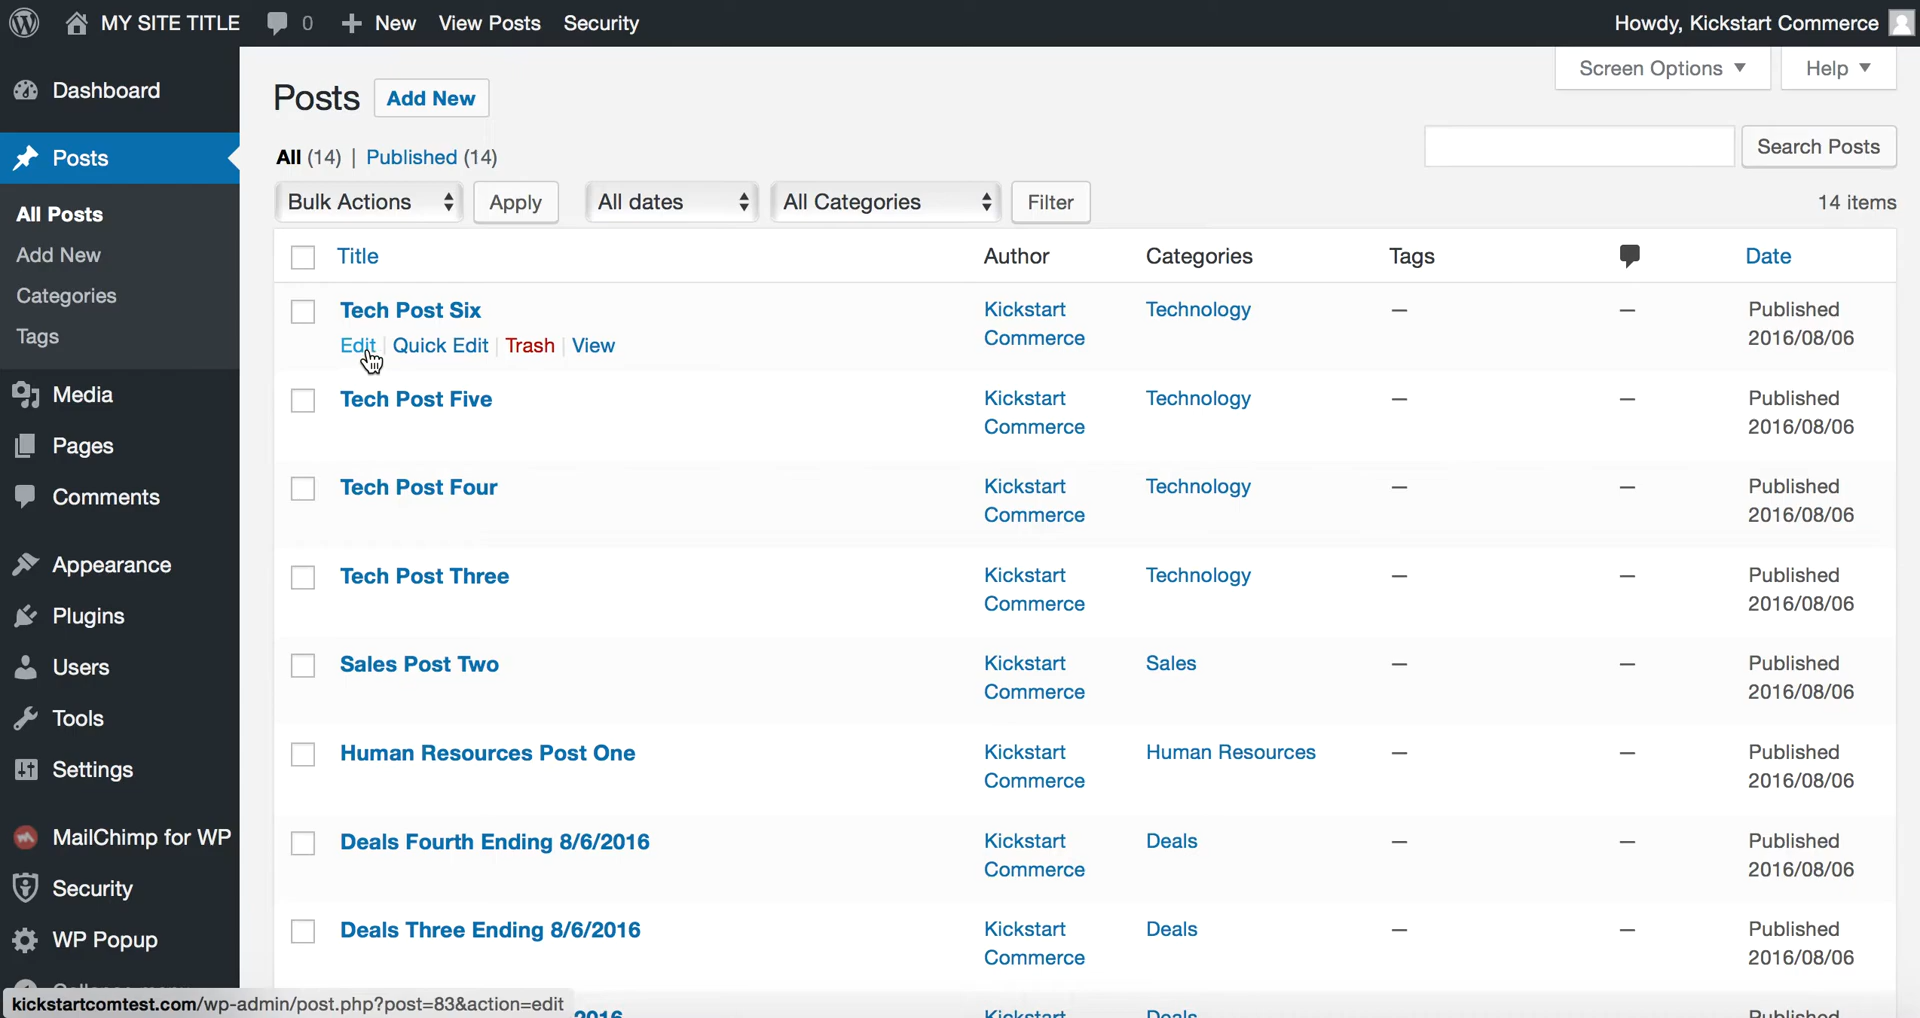 MY SITE TITLE 0 New View Posts Security Howdy, Kickstart Commerce
Screen Options Help
Dashboard
Posts
All Posts
Add New
Categories
Tags
Media
Pages
Comments
Appearance
Plugins
Users
Tools
Settings
MailChimp for WP
Security
WP Popup
Posts Add New
All (14) | Published (14)
Search Posts
Bulk Actions Apply All dates All Categories Filter 14 items
Title Author Categories Tags Date
Tech Post Six Kickstart Technology — — Published
Commerce 2016/08/06
Edit | Quick Edit | Trash | View
Tech Post Five Kickstart Technology — — Published
Commerce 2016/08/06
Tech Post Four Kickstart Technology — — Published
Commerce 2016/08/06
Tech Post Three Kickstart Technology — — Published
Commerce 2016/08/06
Sales Post Two Kickstart Sales — — Published
Commerce 2016/08/06
Human Resources Post One Kickstart Human Resources — — Published
Commerce 2016/08/06
Deals Fourth Ending 8/6/2016 Kickstart Deals — — Published
Commerce 2016/08/06
Deals Three Ending 8/6/2016 Kickstart Deals — — Published
Commerce 2016/08/06
2016 Kickstart Deals Published
kickstartcomtest.com/wp-admin/post.php?post=83&action=edit